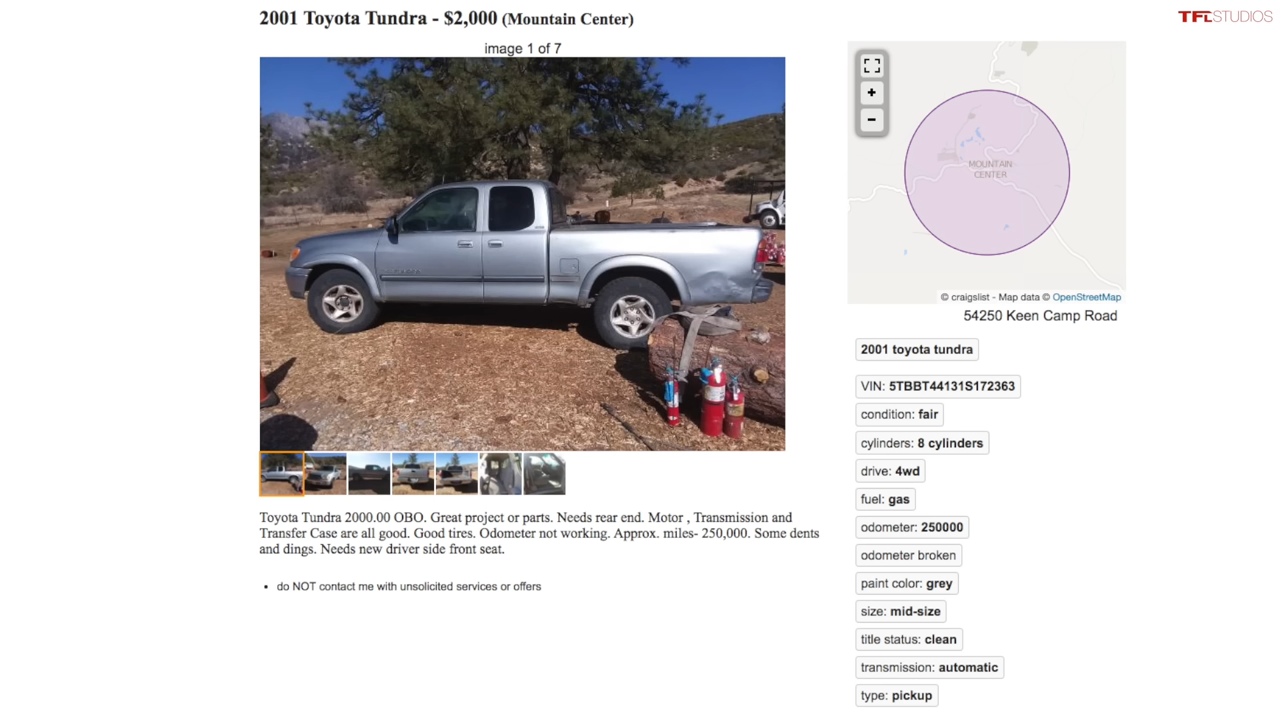 2001 Toyota Tundra - $2,000 (Mountain Center)
TFLSTUDIOS
image 1 of 7
+
−
MOUNTAIN
CENTER
© craigslist - Map data © OpenStreetMap
54250 Keen Camp Road
2001 toyota tundra
VIN: 5TBBT44131S172363
condition: fair
cylinders: 8 cylinders
drive: 4wd
fuel: gas
odometer: 250000
odometer broken
paint color: grey
size: mid-size
title status: clean
transmission: automatic
type: pickup
Toyota Tundra 2000.00 OBO. Great project or parts. Needs rear end. Motor , Transmission and
Transfer Case are all good. Good tires. Odometer not working. Approx. miles- 250,000. Some dents
and dings. Needs new driver side front seat.
• do NOT contact me with unsolicited services or offers